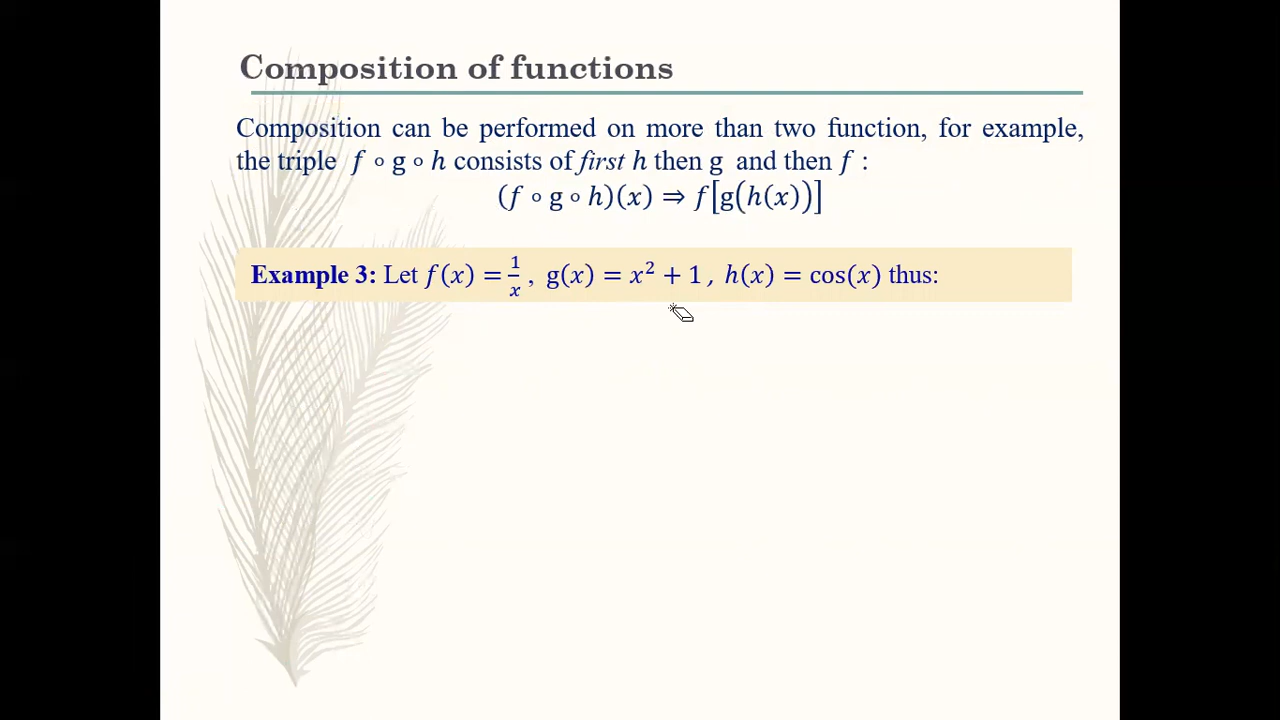 Composition of functions
Composition can be performed on more than two function, for example,
the triple f ∘ g ∘ h consists of first h then g and then f :
(f ∘ g ∘ h)(x) ⇒ f[g(h(x))]
Example 3: Let f(x) = 1/x , g(x) = x² + 1 , h(x) = cos(x) thus: